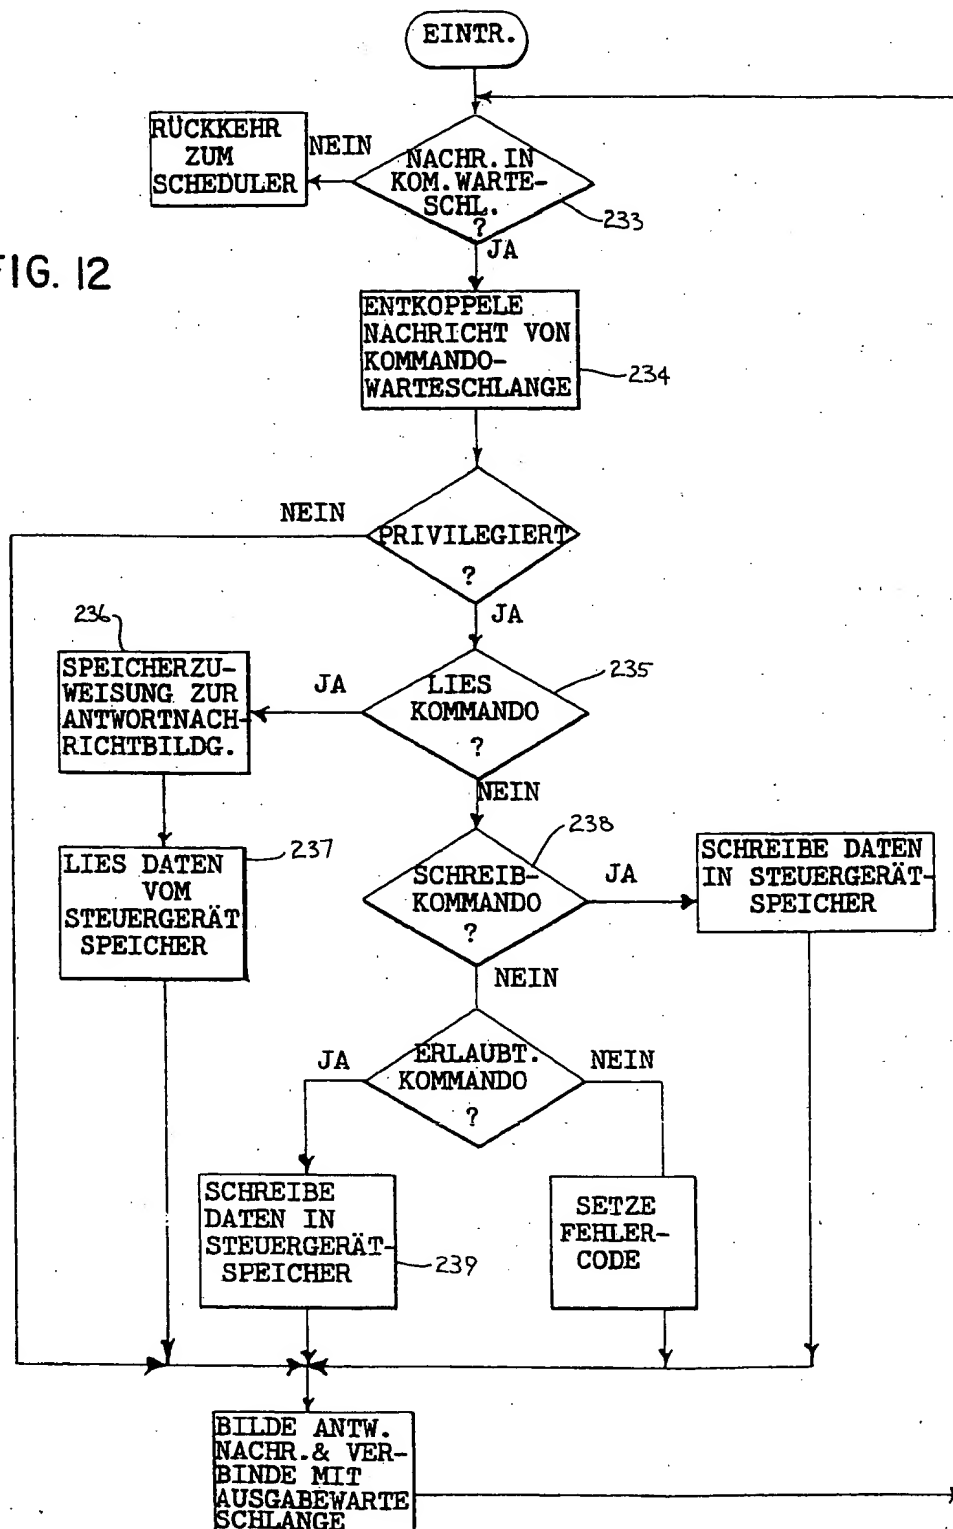 EINTR.
RÜCKKEHR
ZUM
SCHEDULER
NEIN
NACHR.IN
KOM.WARTE-
SCHL.
?
233
JA
FIG. 12
ENTKOPPELE
NACHRICHT VON
KOMMANDO-
WARTESCHLANGE
234
NEIN
PRIVILEGIERT
?
JA
236
SPEICHERZU-
WEISUNG ZUR
ANTWORTNACH-
RICHTBILDG.
JA
LIES
KOMMANDO
?
235
NEIN
237
LIES DATEN
VOM
STEUERGERÄT
SPEICHER
238
SCHREIB-
KOMMANDO
?
JA
SCHREIBE DATEN
IN STEUERGERÄT-
SPEICHER
NEIN
JA
ERLAUBT.
KOMMANDO
?
NEIN
SCHREIBE
DATEN IN
STEUERGERÄT-
SPEICHER
239
SETZE
FEHLER-
CODE
BILDE ANTW.
NACHR.& VER-
BINDE MIT
AUSGABEWARTE
SCHLANGE